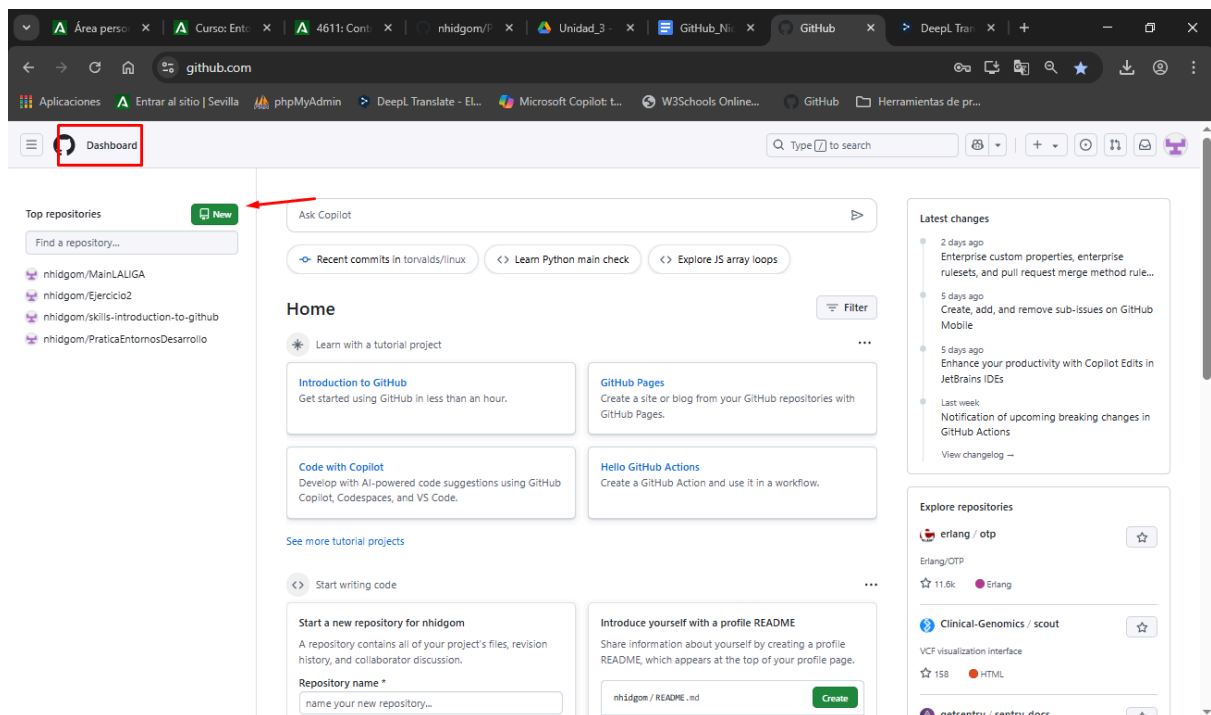 Área perso
Curso: Ento
4611: Cont
nhidgom/P
Unidad_3 -
GitHub_Nic
GitHub
DeepL Tran
github.com
Aplicaciones
Entrar al sitio | Sevilla
phpMyAdmin
DeepL Translate - El...
Microsoft Copilot: t...
W3Schools Online...
GitHub
Herramientas de pr...
Dashboard
Type / to search
Top repositories
New
Find a repository...
nhidgom/MainLALIGA
nhidgom/Ejercicio2
nhidgom/skills-introduction-to-github
nhidgom/PraticaEntornosDesarrollo
Ask Copilot
Recent commits in torvalds/linux
Learn Python main check
Explore JS array loops
Home
Filter
Learn with a tutorial project
Introduction to GitHub
Get started using GitHub in less than an hour.
GitHub Pages
Create a site or blog from your GitHub repositories with
GitHub Pages.
Code with Copilot
Develop with AI-powered code suggestions using GitHub
Copilot, Codespaces, and VS Code.
Hello GitHub Actions
Create a GitHub Action and use it in a workflow.
See more tutorial projects
Start writing code
Start a new repository for nhidgom
A repository contains all of your project's files, revision
history, and collaborator discussion.
Repository name *
name your new repository...
Introduce yourself with a profile README
Share information about yourself by creating a profile
README, which appears at the top of your profile page.
nhidgom / README.md
Create
Latest changes
2 days ago
Enterprise custom properties, enterprise
rulesets, and pull request merge method rule...
5 days ago
Create, add, and remove sub-issues on GitHub
Mobile
5 days ago
Enhance your productivity with Copilot Edits in
JetBrains IDEs
Last week
Notification of upcoming breaking changes in
GitHub Actions
View changelog →
Explore repositories
erlang / otp
Erlang/OTP
11.6k
Erlang
Clinical-Genomics / scout
VCF visualization interface
158
HTML
getsentry / sentry-docs